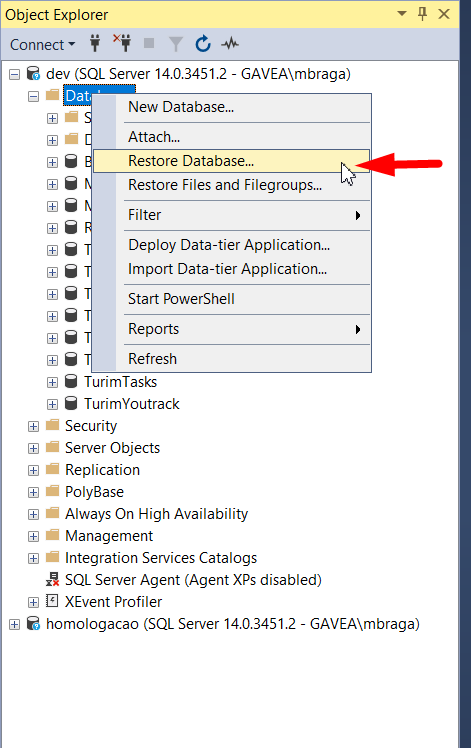 Object Explorer
Connect
dev (SQL Server 14.0.3451.2 - GAVEA\mbraga)
New Database...
Attach...
Restore Database...
Restore Files and Filegroups...
Filter
Deploy Data-tier Application...
Import Data-tier Application...
Start PowerShell
Reports
Refresh
TurimTasks
TurimYoutrack
Security
Server Objects
Replication
PolyBase
Always On High Availability
Management
Integration Services Catalogs
SQL Server Agent (Agent XPs disabled)
XEvent Profiler
homologacao (SQL Server 14.0.3451.2 - GAVEA\mbraga)